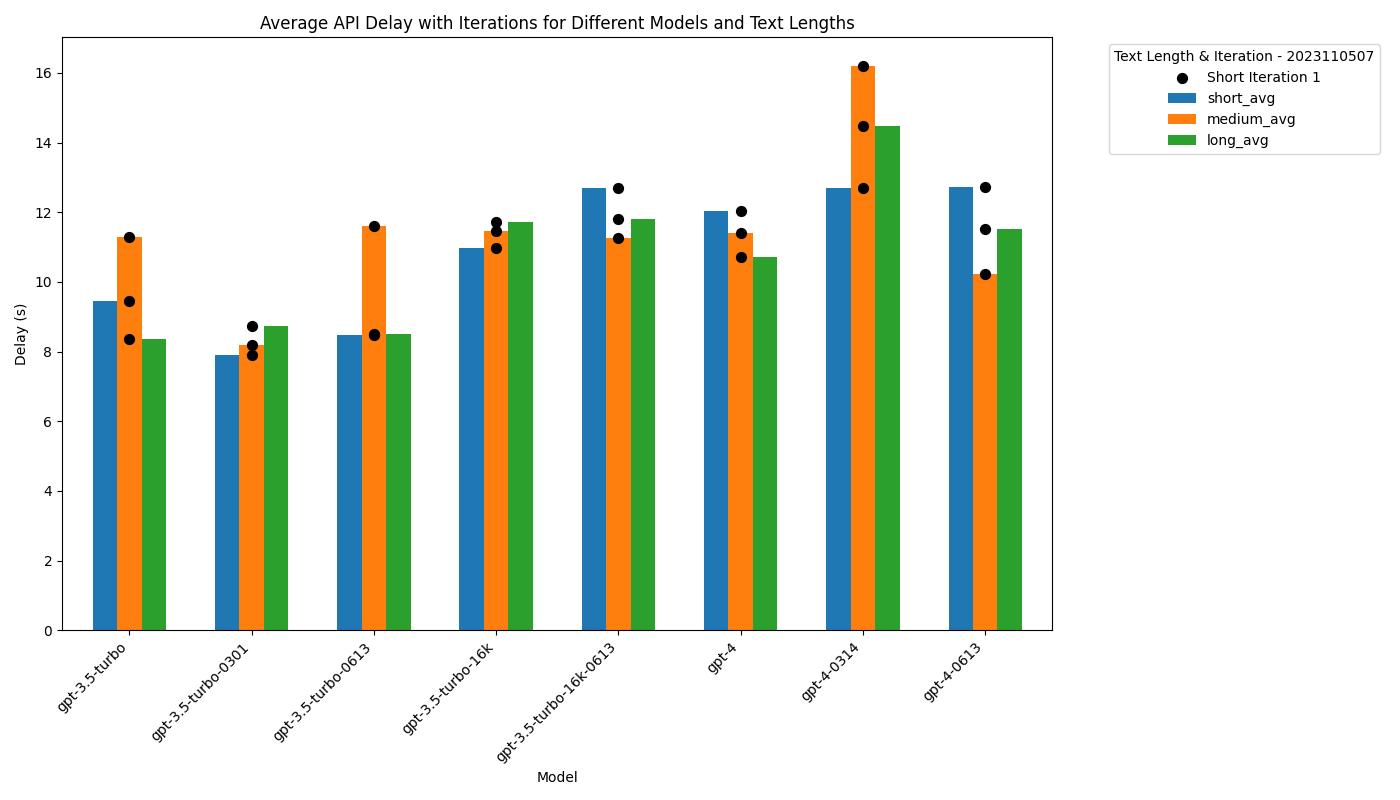 Average API Delay with Iterations for Different Models and Text Lengths
Text Length & Iteration - 2023110507
Short Iteration 1
short_avg
medium_avg
long_avg
Delay (s)
16
14
12
10
8
6
4
2
0
gpt-3.5-turbo
gpt-3.5-turbo-0301
gpt-3.5-turbo-0613
gpt-3.5-turbo-16k
gpt-3.5-turbo-16k-0613
gpt-4
gpt-4-0314
gpt-4-0613
Model